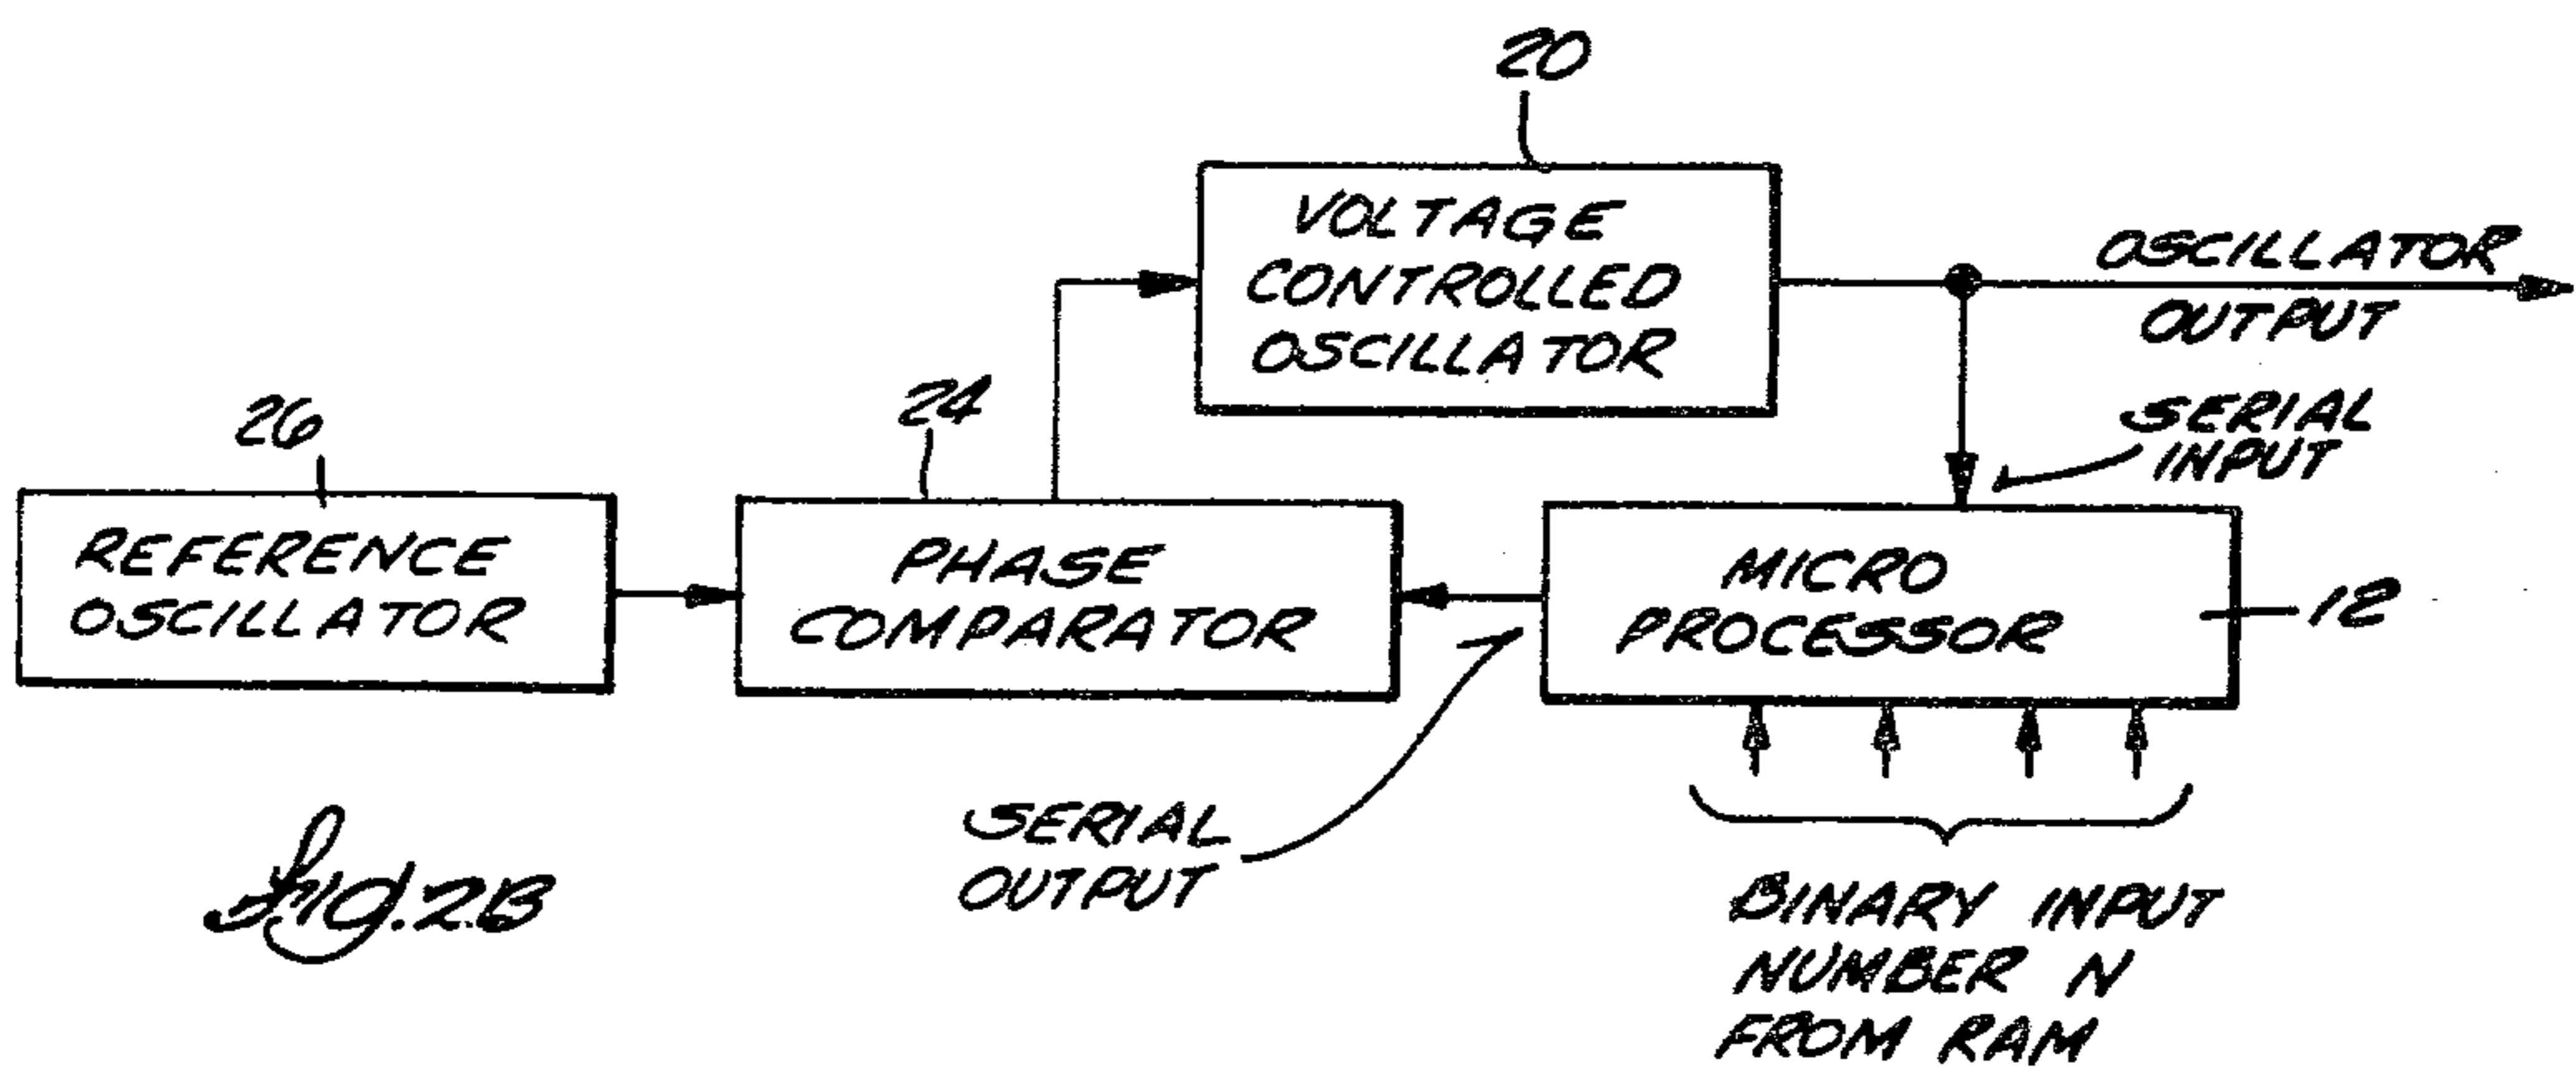 20
VOLTAGE
CONTROLLED
OSCILLATOR
OSCILLATOR
OUTPUT
SERIAL
INPUT
26
REFERENCE
OSCILLATOR
24
PHASE
COMPARATOR
MICRO
PROCESSOR
12
SERIAL
OUTPUT
BINARY INPUT
NUMBER N
FROM RAM
FIG. 2B